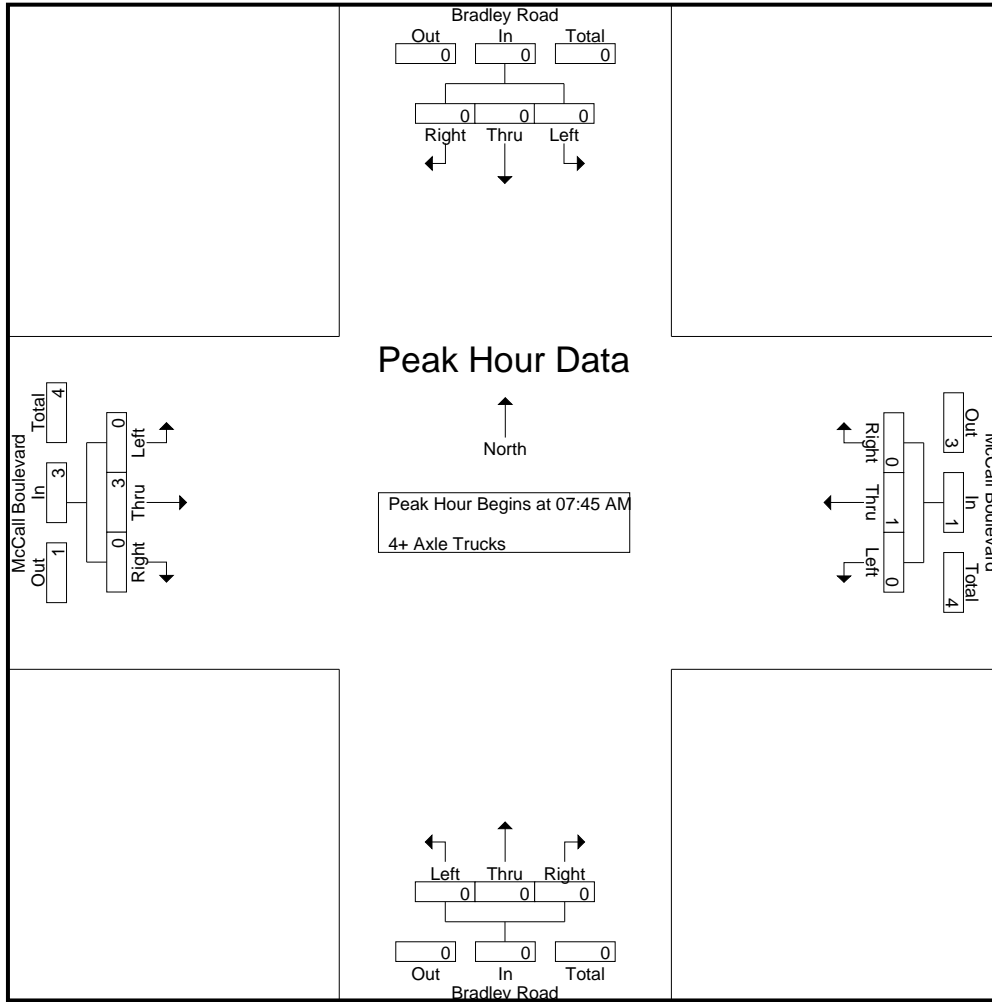 Bradley Road
Out In Total
0 0 0
0 0 0
Right Thru Left
Peak Hour Data
North
Peak Hour Begins at 07:45 AM
4+ Axle Trucks
McCall Boulevard
Out In Total
1 3 4
0 3 0
Left Thru Right
McCall Boulevard
Out In Total
3 1 4
0 1 0
Right Thru Left
Left Thru Right
0 0 0
0 0 0
Out In Total
Bradley Road